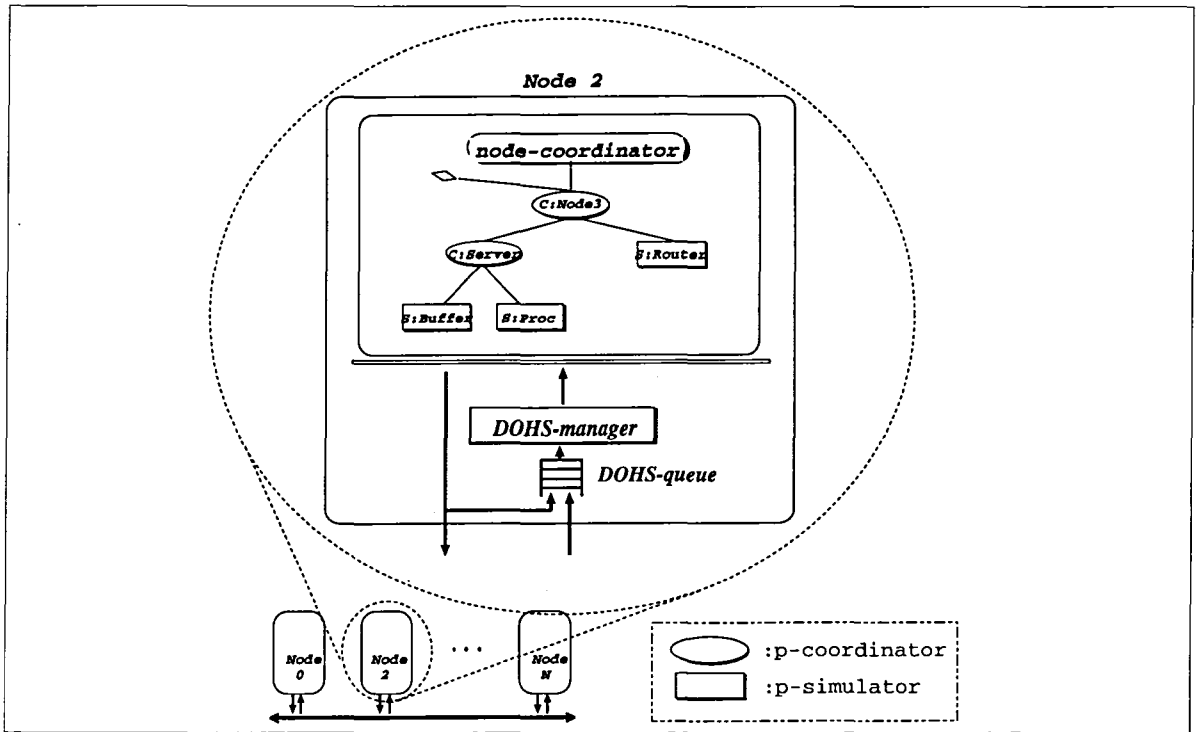 Node 2
node-coordinator
C:Node3
C:Server
S:Router
S:Buffer
S:Proc
DOHS-manager
DOHS-queue
Node
0
Node
2
...
Node
N
:p-coordinator
:p-simulator